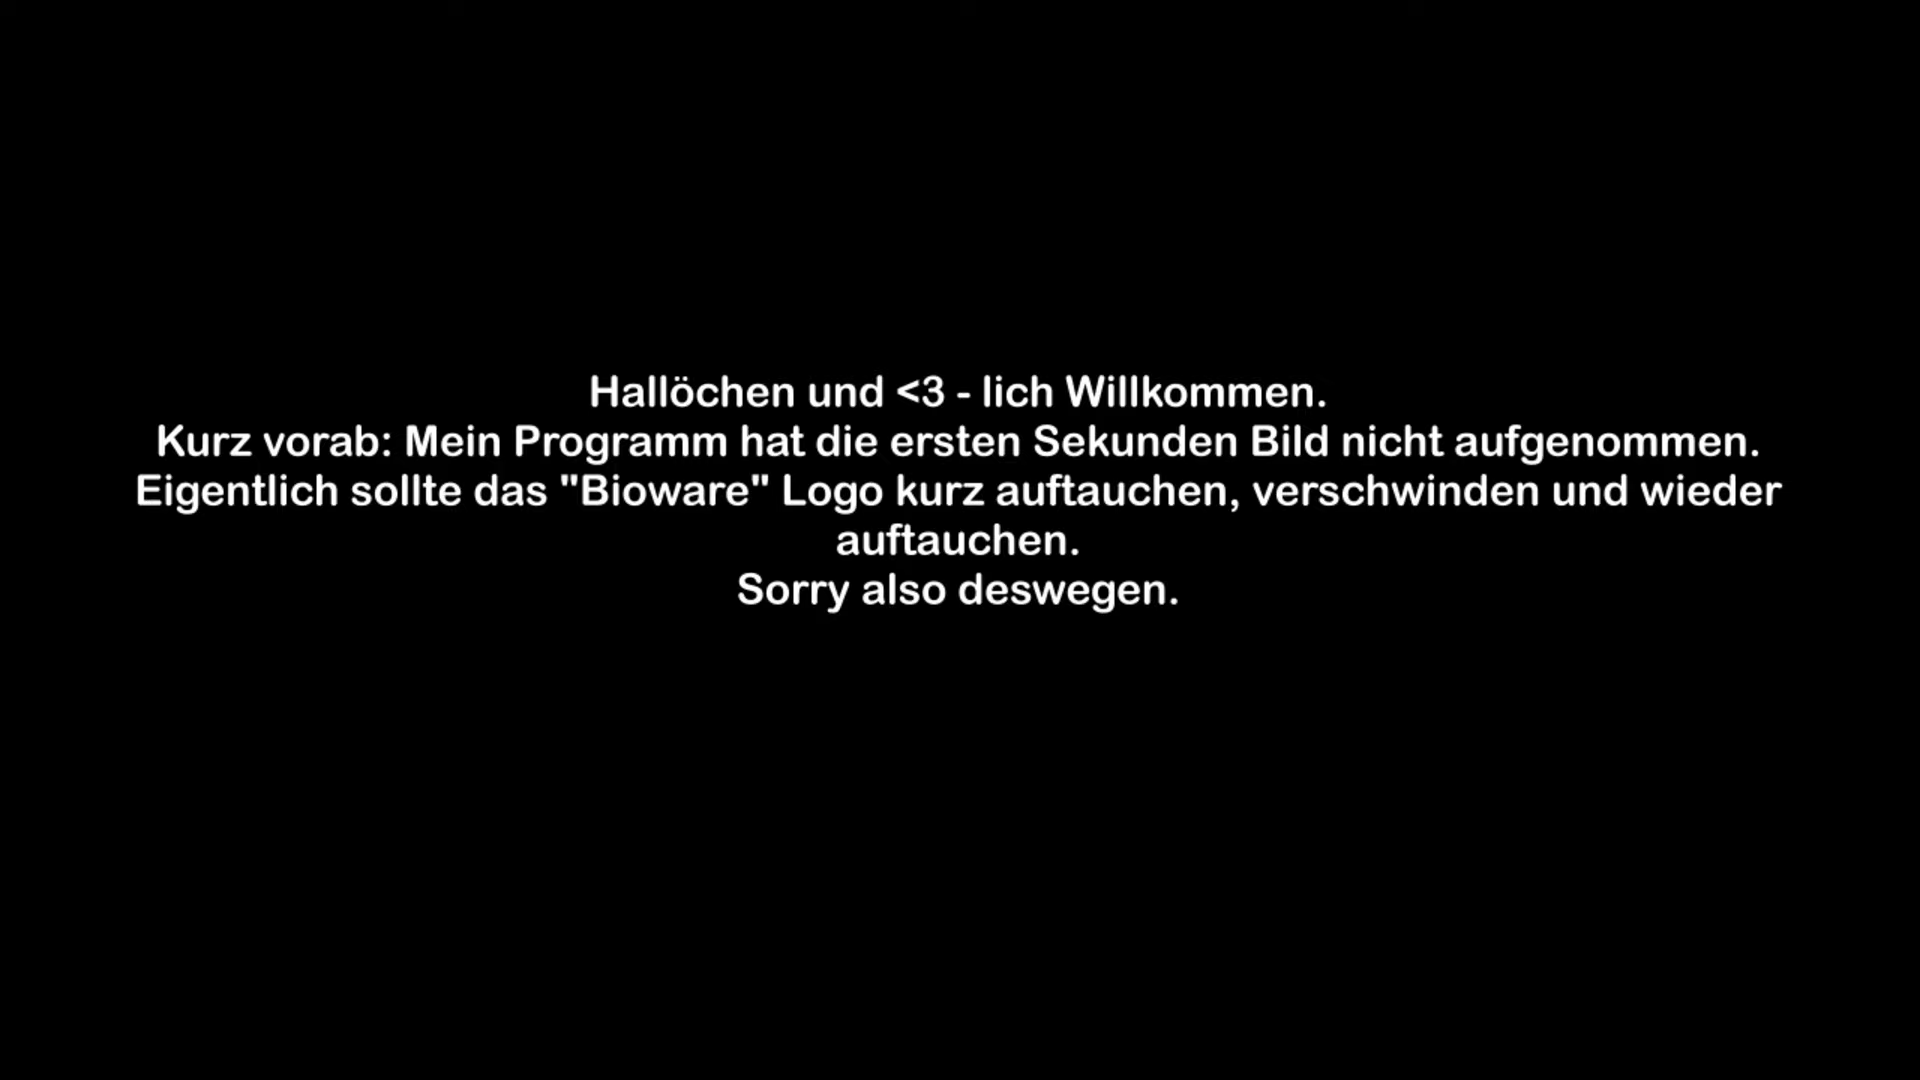 Hallöchen und <3 - lich Willkommen.
Kurz vorab: Mein Programm hat die ersten Sekunden Bild nicht aufgenommen.
Eigentlich sollte das "Bioware" Logo kurz auftauchen, verschwinden und wieder
auftauchen.
Sorry also deswegen.